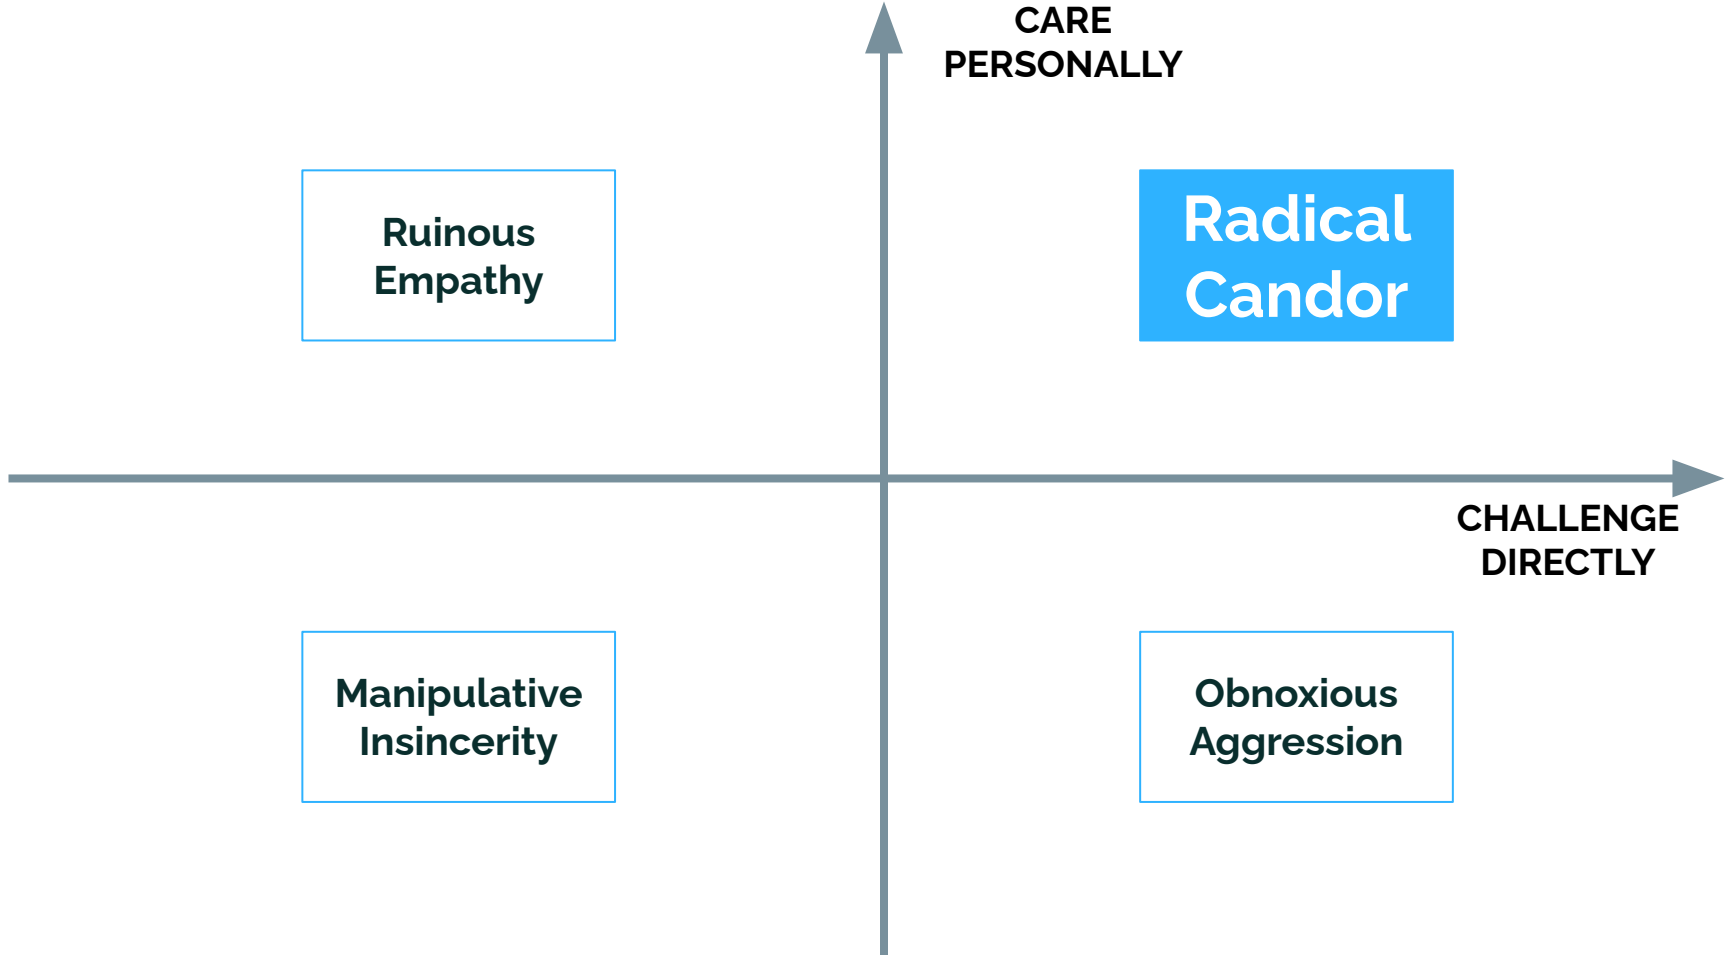 CARE
PERSONALLY
Ruinous
Empathy
Radical
Candor
CHALLENGE
DIRECTLY
Manipulative
Insincerity
Obnoxious
Aggression